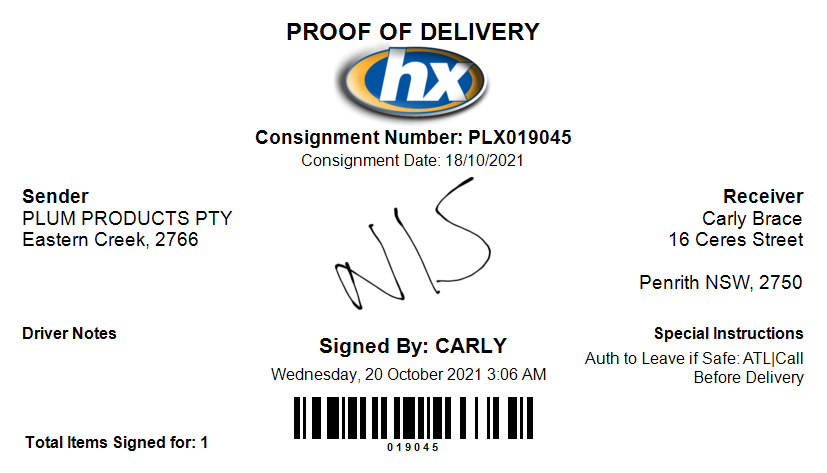 PROOF OF DELIVERY
hx
Consignment Number: PLX019045
Consignment Date: 18/10/2021
Sender
PLUM PRODUCTS PTY
Eastern Creek, 2766
Receiver
Carly Brace
16 Ceres Street
Penrith NSW, 2750
NIS
Driver Notes
Signed By: CARLY
Wednesday, 20 October 2021 3:06 AM
Special Instructions
Auth to Leave if Safe: ATL|Call
Before Delivery
019045
Total Items Signed for: 1